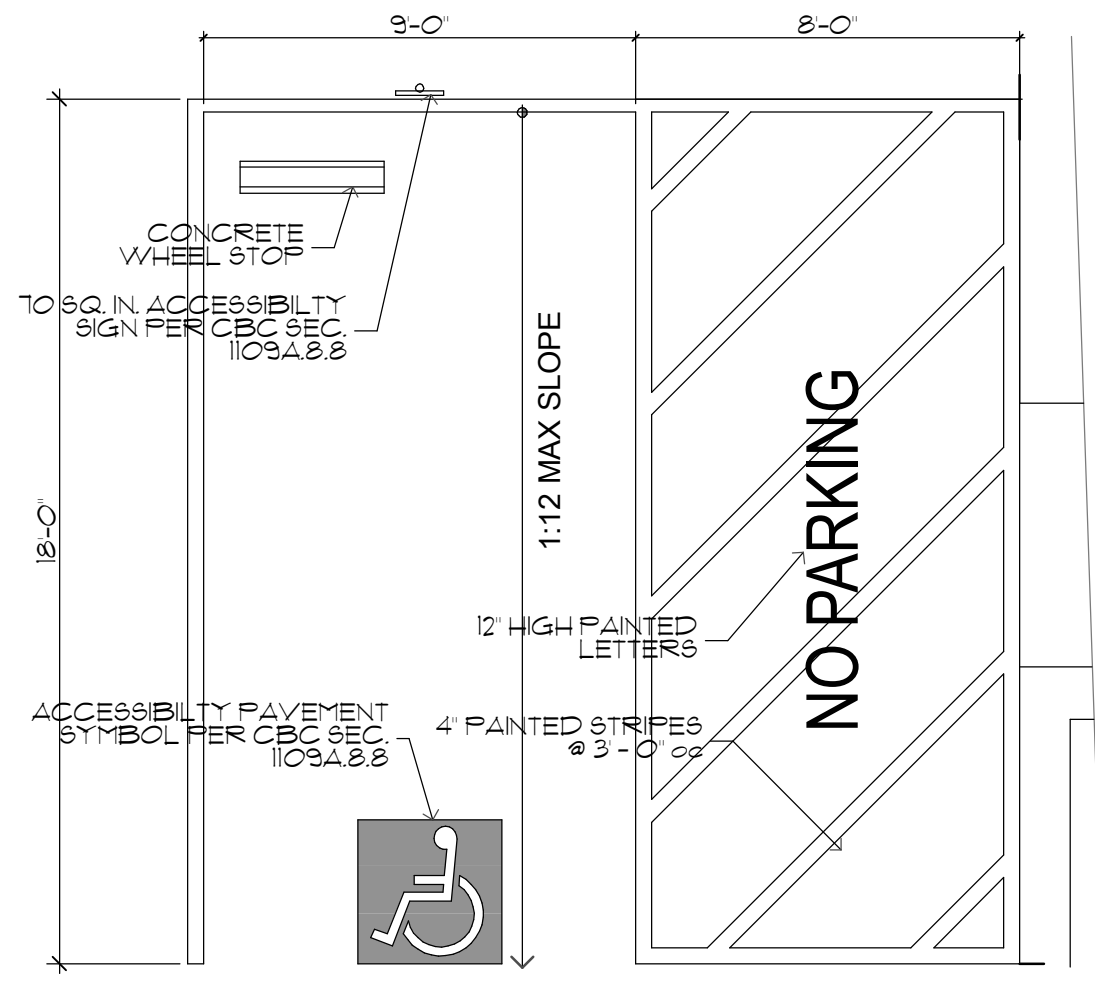 9'-0"
8'-0"
CONCRETE
WHEEL STOP
70 SQ. IN. ACCESSIBILTY
SIGN PER CBC SEC.
1109A.8.8
1:12 MAX SLOPE
NO PARKING
18'-0"
12" HIGH PAINTED
LETTERS
ACCESSIBILTY PAVEMENT
SYMBOL PER CBC SEC.
1109A.8.8
4" PAINTED STRIPES
@ 3'-0" oc